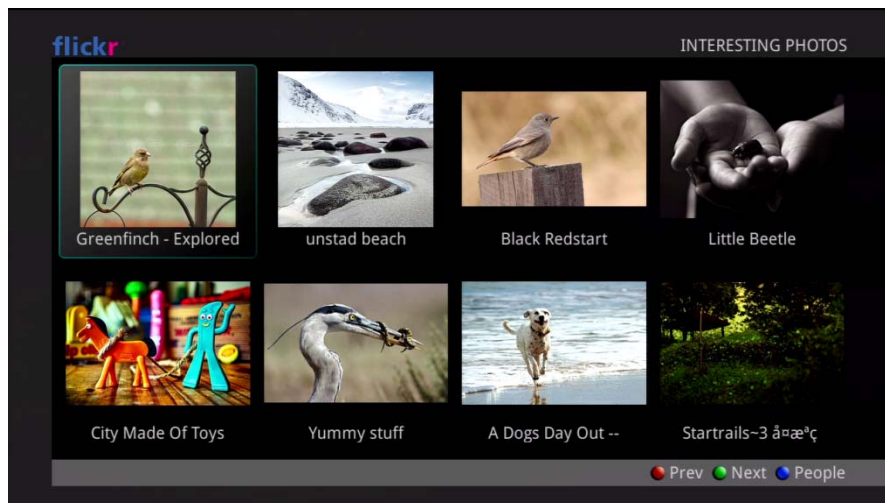 flickr
INTERESTING PHOTOS
Greenfinch - Explored
unstad beach
Black Redstart
Little Beetle
City Made Of Toys
Yummy stuff
A Dogs Day Out --
Startrails~3 å¤æªç
Prev Next People